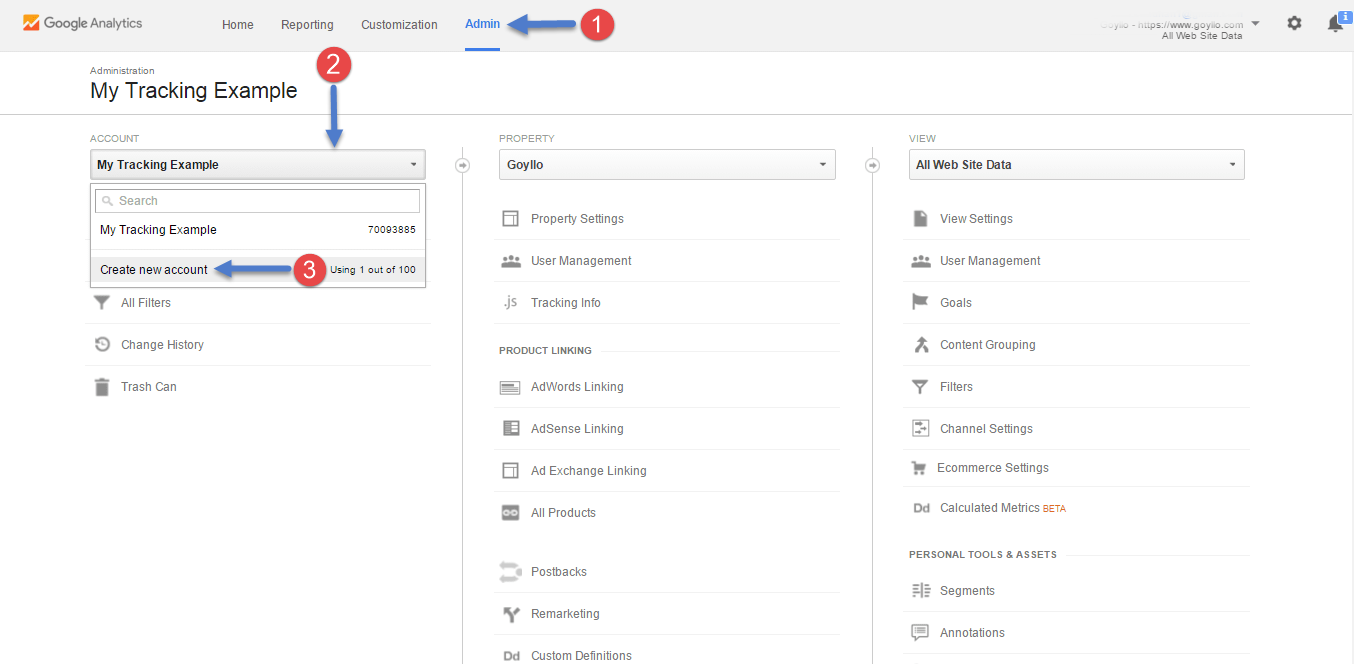 Google Analytics
Home Reporting Customization Admin 1
- https://www.goyllo.com
All Web Site Data
i
2
Administration
My Tracking Example
ACCOUNT
My Tracking Example
Search
My Tracking Example 70093885
Create new account 3 Using 1 out of 100
All Filters
Change History
Trash Can
PROPERTY
Goyllo
Property Settings
User Management
.js Tracking Info
PRODUCT LINKING
AdWords Linking
AdSense Linking
Ad Exchange Linking
All Products
Postbacks
Remarketing
Dd Custom Definitions
VIEW
All Web Site Data
View Settings
User Management
Goals
Content Grouping
Filters
Channel Settings
Ecommerce Settings
Dd Calculated Metrics BETA
PERSONAL TOOLS & ASSETS
Segments
Annotations